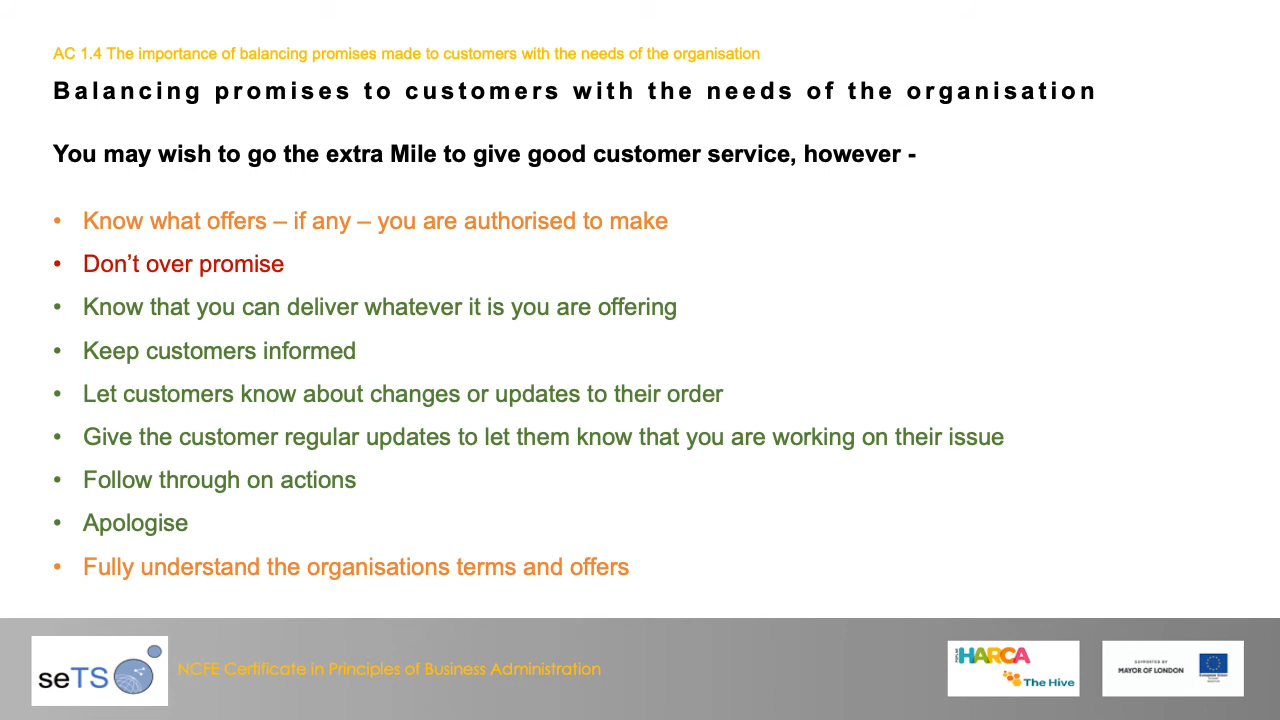 AC 1.4 The importance of balancing promises made to customers with the needs of the organisation
Balancing promises to customers with the needs of the organisation
You may wish to go the extra Mile to give good customer service, however -
• Know what offers – if any – you are authorised to make
• Don’t over promise
• Know that you can deliver whatever it is you are offering
• Keep customers informed
• Let customers know about changes or updates to their order
• Give the customer regular updates to let them know that you are working on their issue
• Follow through on actions
• Apologise
• Fully understand the organisations terms and offers
seTS
NCFE Certificate in Principles of Business Administration
HARCA
The Hive
SUPPORTED BY
MAYOR OF LONDON
European Union